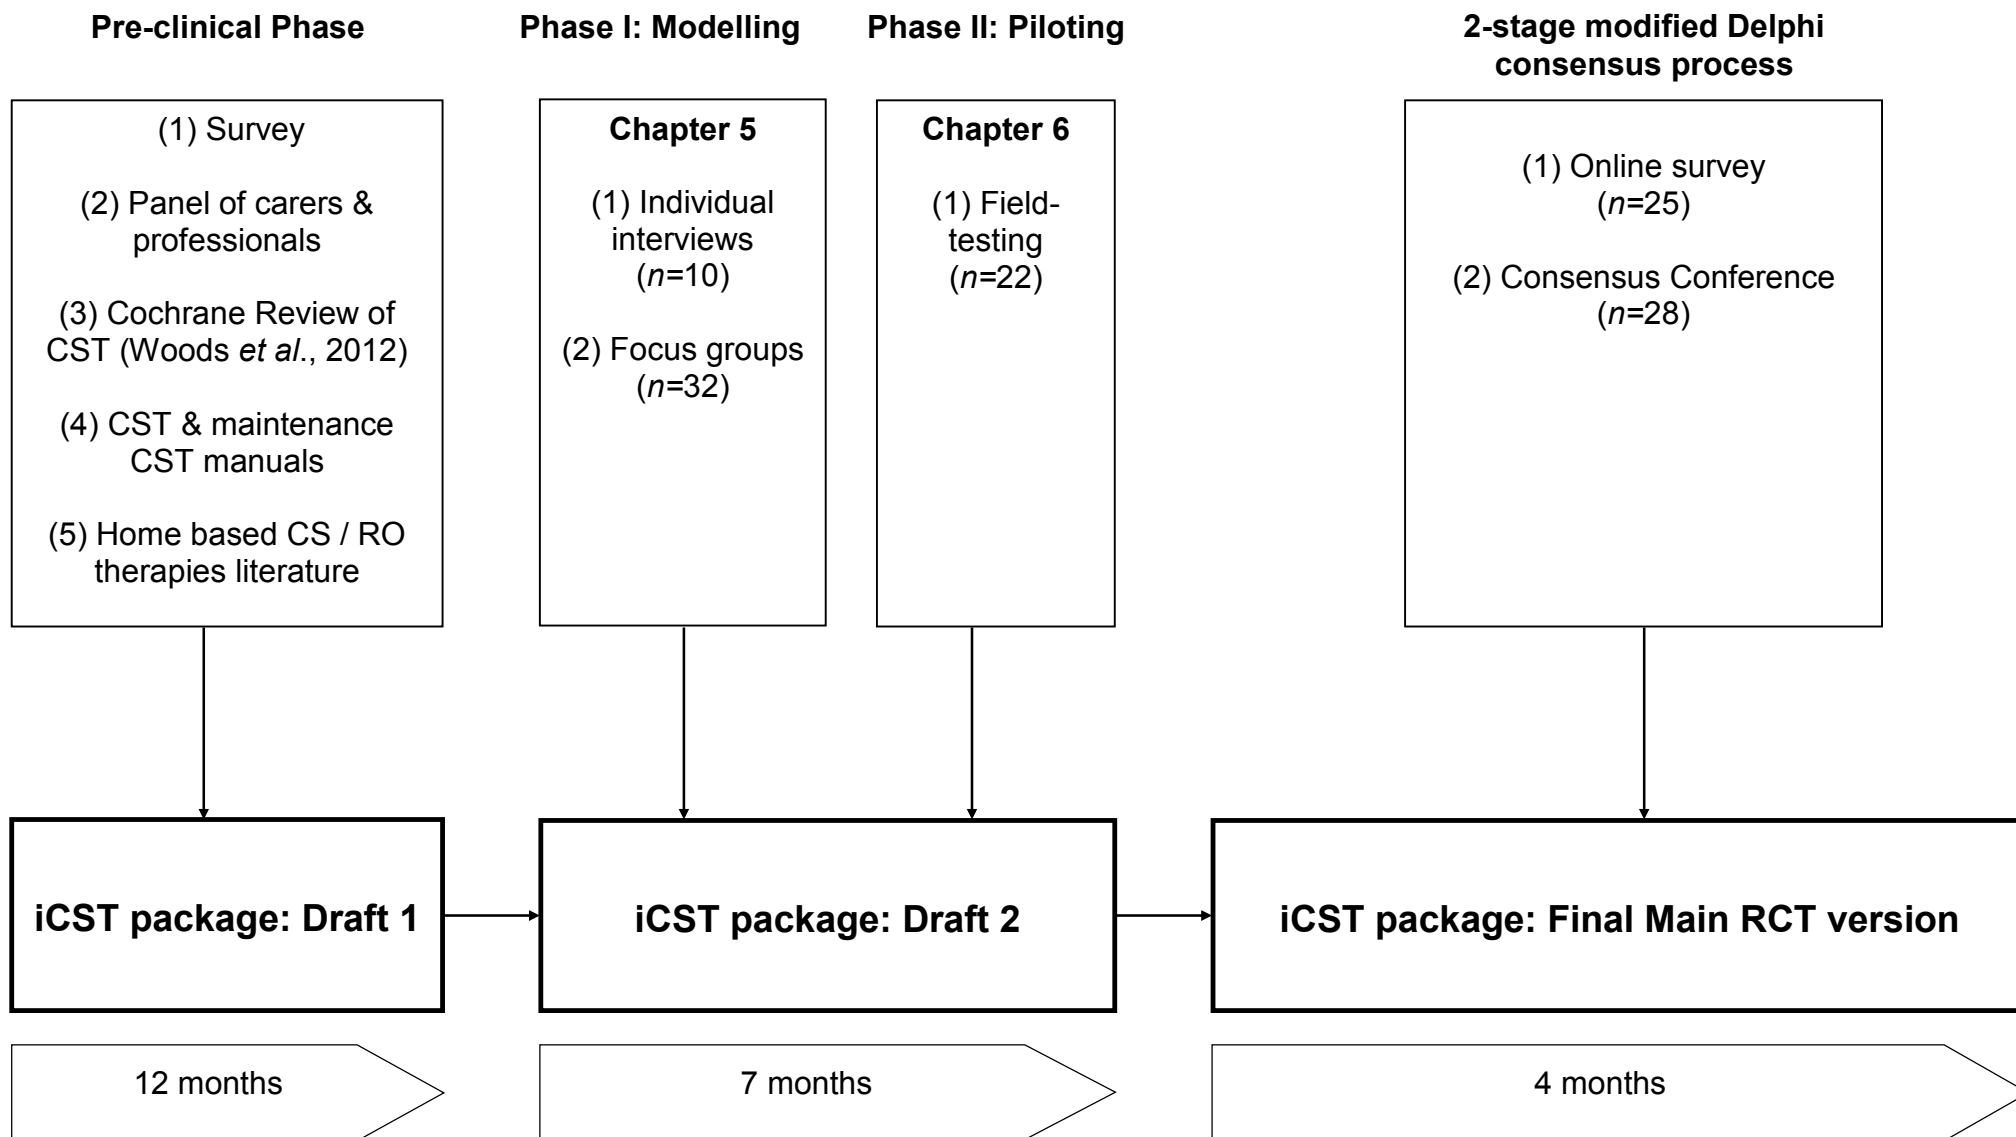 Pre-clinical Phase
Phase I: Modelling
Phase II: Piloting
2-stage modified Delphi
consensus process
(1) Survey
(2) Panel of carers &
professionals
(3) Cochrane Review of
CST (Woods et al., 2012)
(4) CST & maintenance
CST manuals
(5) Home based CS / RO
therapies literature
Chapter 5
(1) Individual
interviews
(n=10)
(2) Focus groups
(n=32)
Chapter 6
(1) Field-
testing
(n=22)
(1) Online survey
(n=25)
(2) Consensus Conference
(n=28)
iCST package: Draft 1
iCST package: Draft 2
iCST package: Final Main RCT version
12 months
7 months
4 months